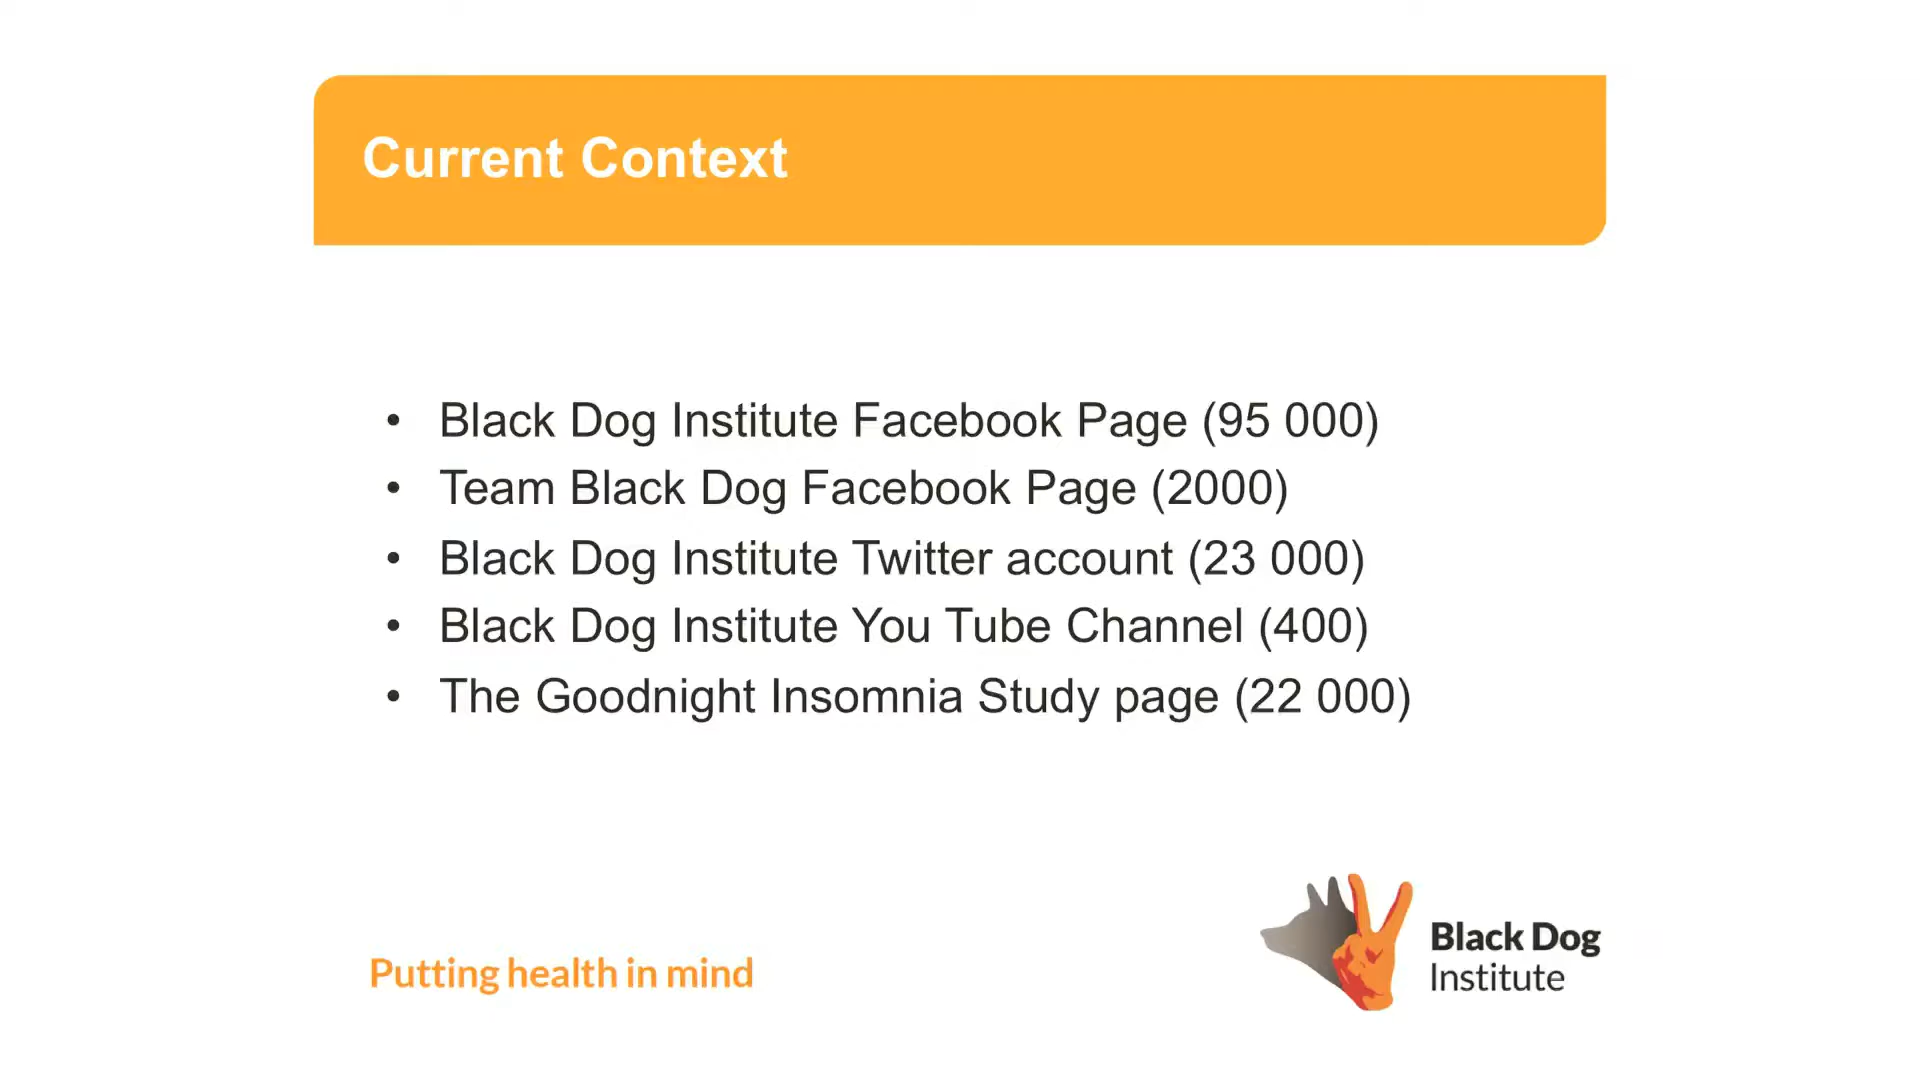 Current Context
• Black Dog Institute Facebook Page (95 000)
• Team Black Dog Facebook Page (2000)
• Black Dog Institute Twitter account (23 000)
• Black Dog Institute You Tube Channel (400)
• The Goodnight Insomnia Study page (22 000)
Putting health in mind
Black Dog
Institute